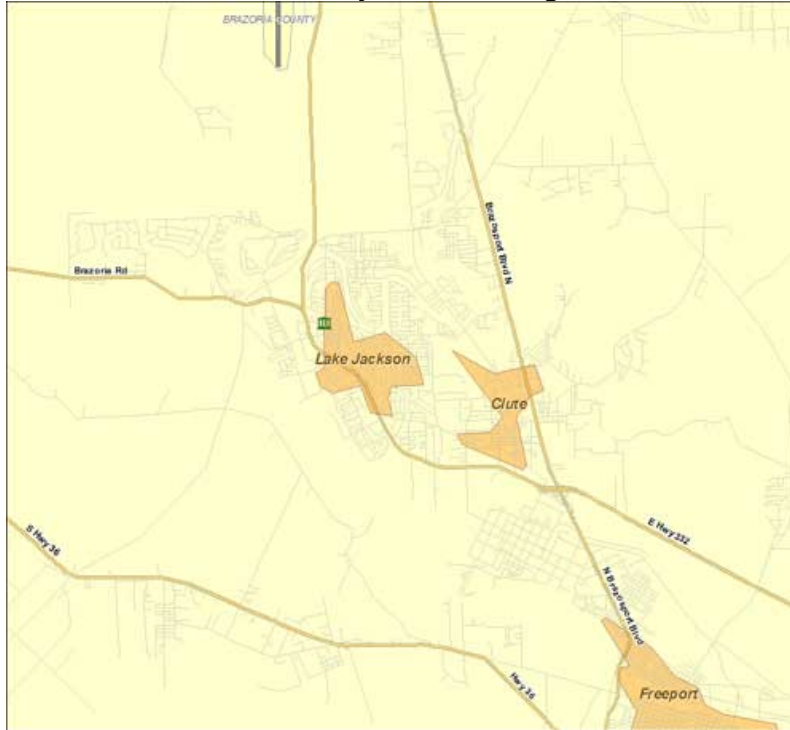 BRAZORIA COUNTY
Brazosport Blvd N
Brazoria Rd
Lake Jackson
Clute
E Hwy 332
S Hwy 36
N Brazosport Blvd
Hwy 36
Freeport